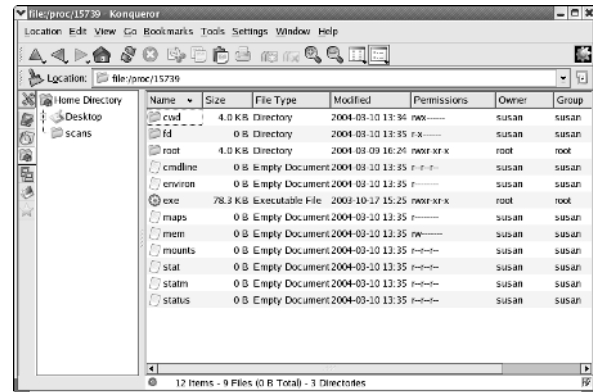 file:/proc/15739 - Konqueror
Location Edit View Go Bookmarks Tools Settings Window Help
Location: file:/proc/15739
Home Directory
Desktop
scans
Name Size File Type Modified Permissions Owner Group
cwd 4.0 KB Directory 2004-03-10 13:34 rwx------ susan susan
fd 0 B Directory 2004-03-10 13:35 r-x------ susan susan
root 4.0 KB Directory 2004-03-09 16:24 rwxr-xr-x root root
cmdline 0 B Empty Document 2004-03-10 13:35 r--r--r-- susan susan
environ 0 B Empty Document 2004-03-10 13:35 r-------- susan susan
exe 78.3 KB Executable File 2003-10-17 15:25 rwxr-xr-x root root
maps 0 B Empty Document 2004-03-10 13:35 r-------- susan susan
mem 0 B Empty Document 2004-03-10 13:35 rw------- susan susan
mounts 0 B Empty Document 2004-03-10 13:35 r--r--r-- susan susan
stat 0 B Empty Document 2004-03-10 13:35 r--r--r-- susan susan
statm 0 B Empty Document 2004-03-10 13:35 r--r--r-- susan susan
status 0 B Empty Document 2004-03-10 13:35 r--r--r-- susan susan
12 Items - 9 Files (0 B Total) - 3 Directories